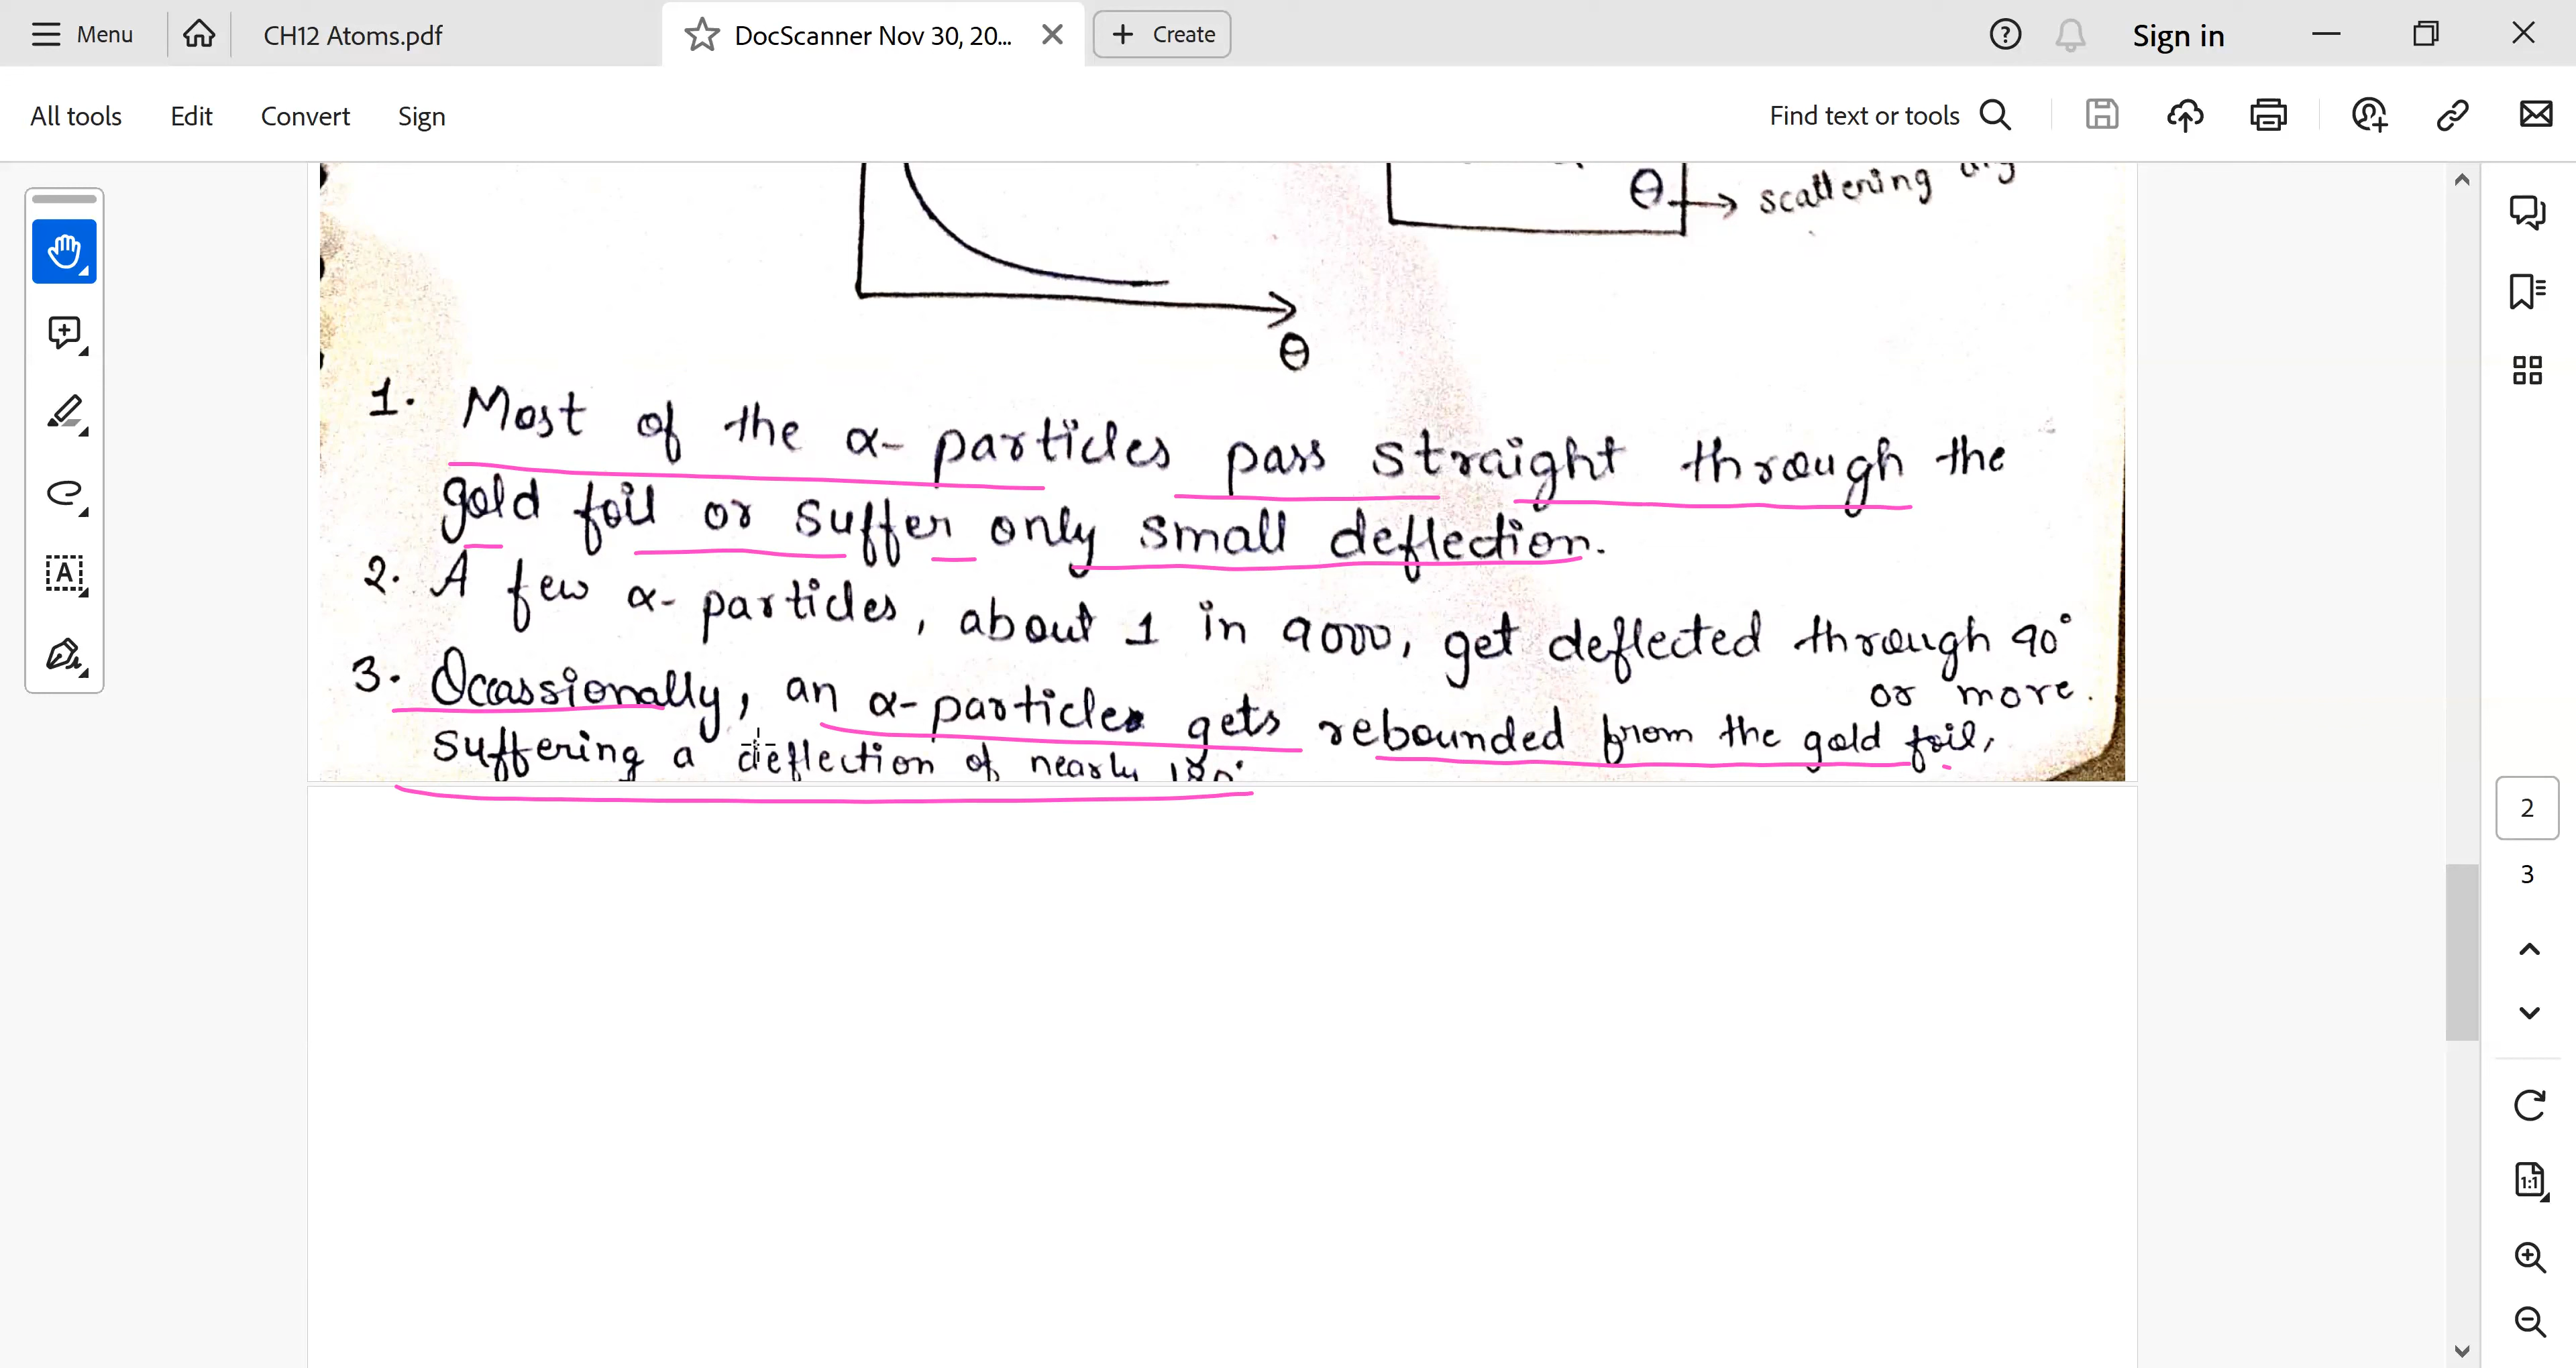 Menu
CH12 Atoms.pdf
DocScanner Nov 30, 20...
Create
Sign in
All tools
Edit
Convert
Sign
Find text or tools
θ → scattering
θ
1. Most of the α- particles pass straight through the
gold foil or suffer only small deflection.
2. A few α- particles, about 1 in 9000, get deflected through 90°
or more.
3. Occassionally, an α-particle gets rebounded from the gold foil,
suffering a deflection of nearly 180°
2
3